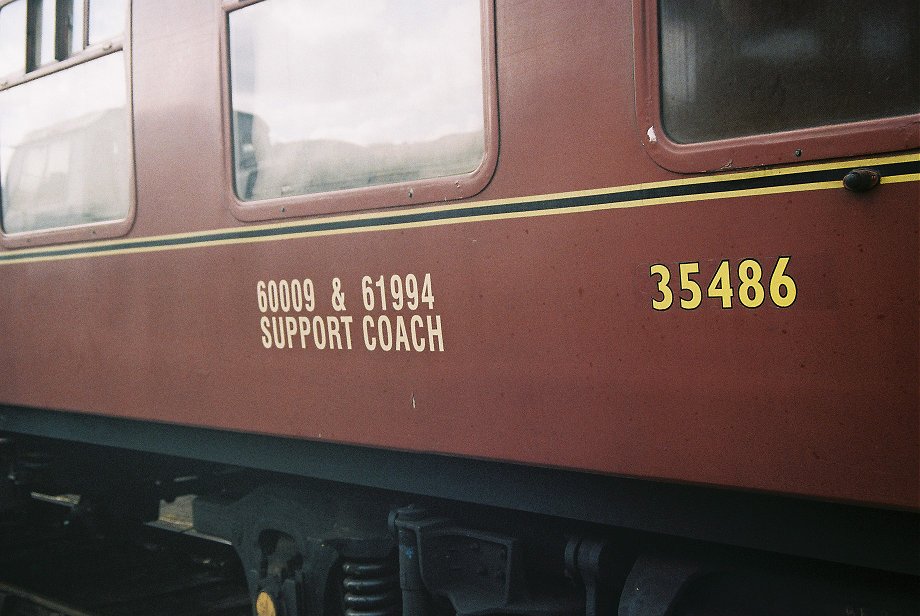 60009 & 61994
SUPPORT COACH
35486